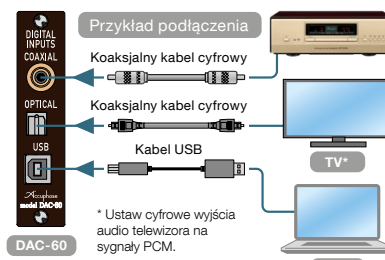 Przykład podłączenia
DIGITAL
INPUTS
COAXIAL
Koaksjalny kabel cyfrowy
OPTICAL
Koaksjalny kabel cyfrowy
USB
Kabel USB
TV*
Accuphase
model DAC-60
* Ustaw cyfrowe wyjścia
audio telewizora na
sygnały PCM.
DAC-60